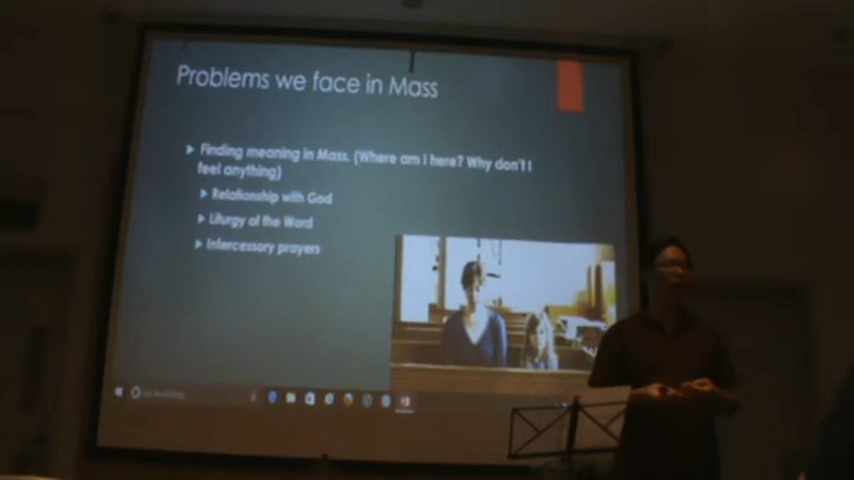 Problems we face in Mass
Finding meaning in Mass. (Where am I here? Why don't I
feel anything)
Relationship with God
Liturgy of the Word
Intercessory prayers